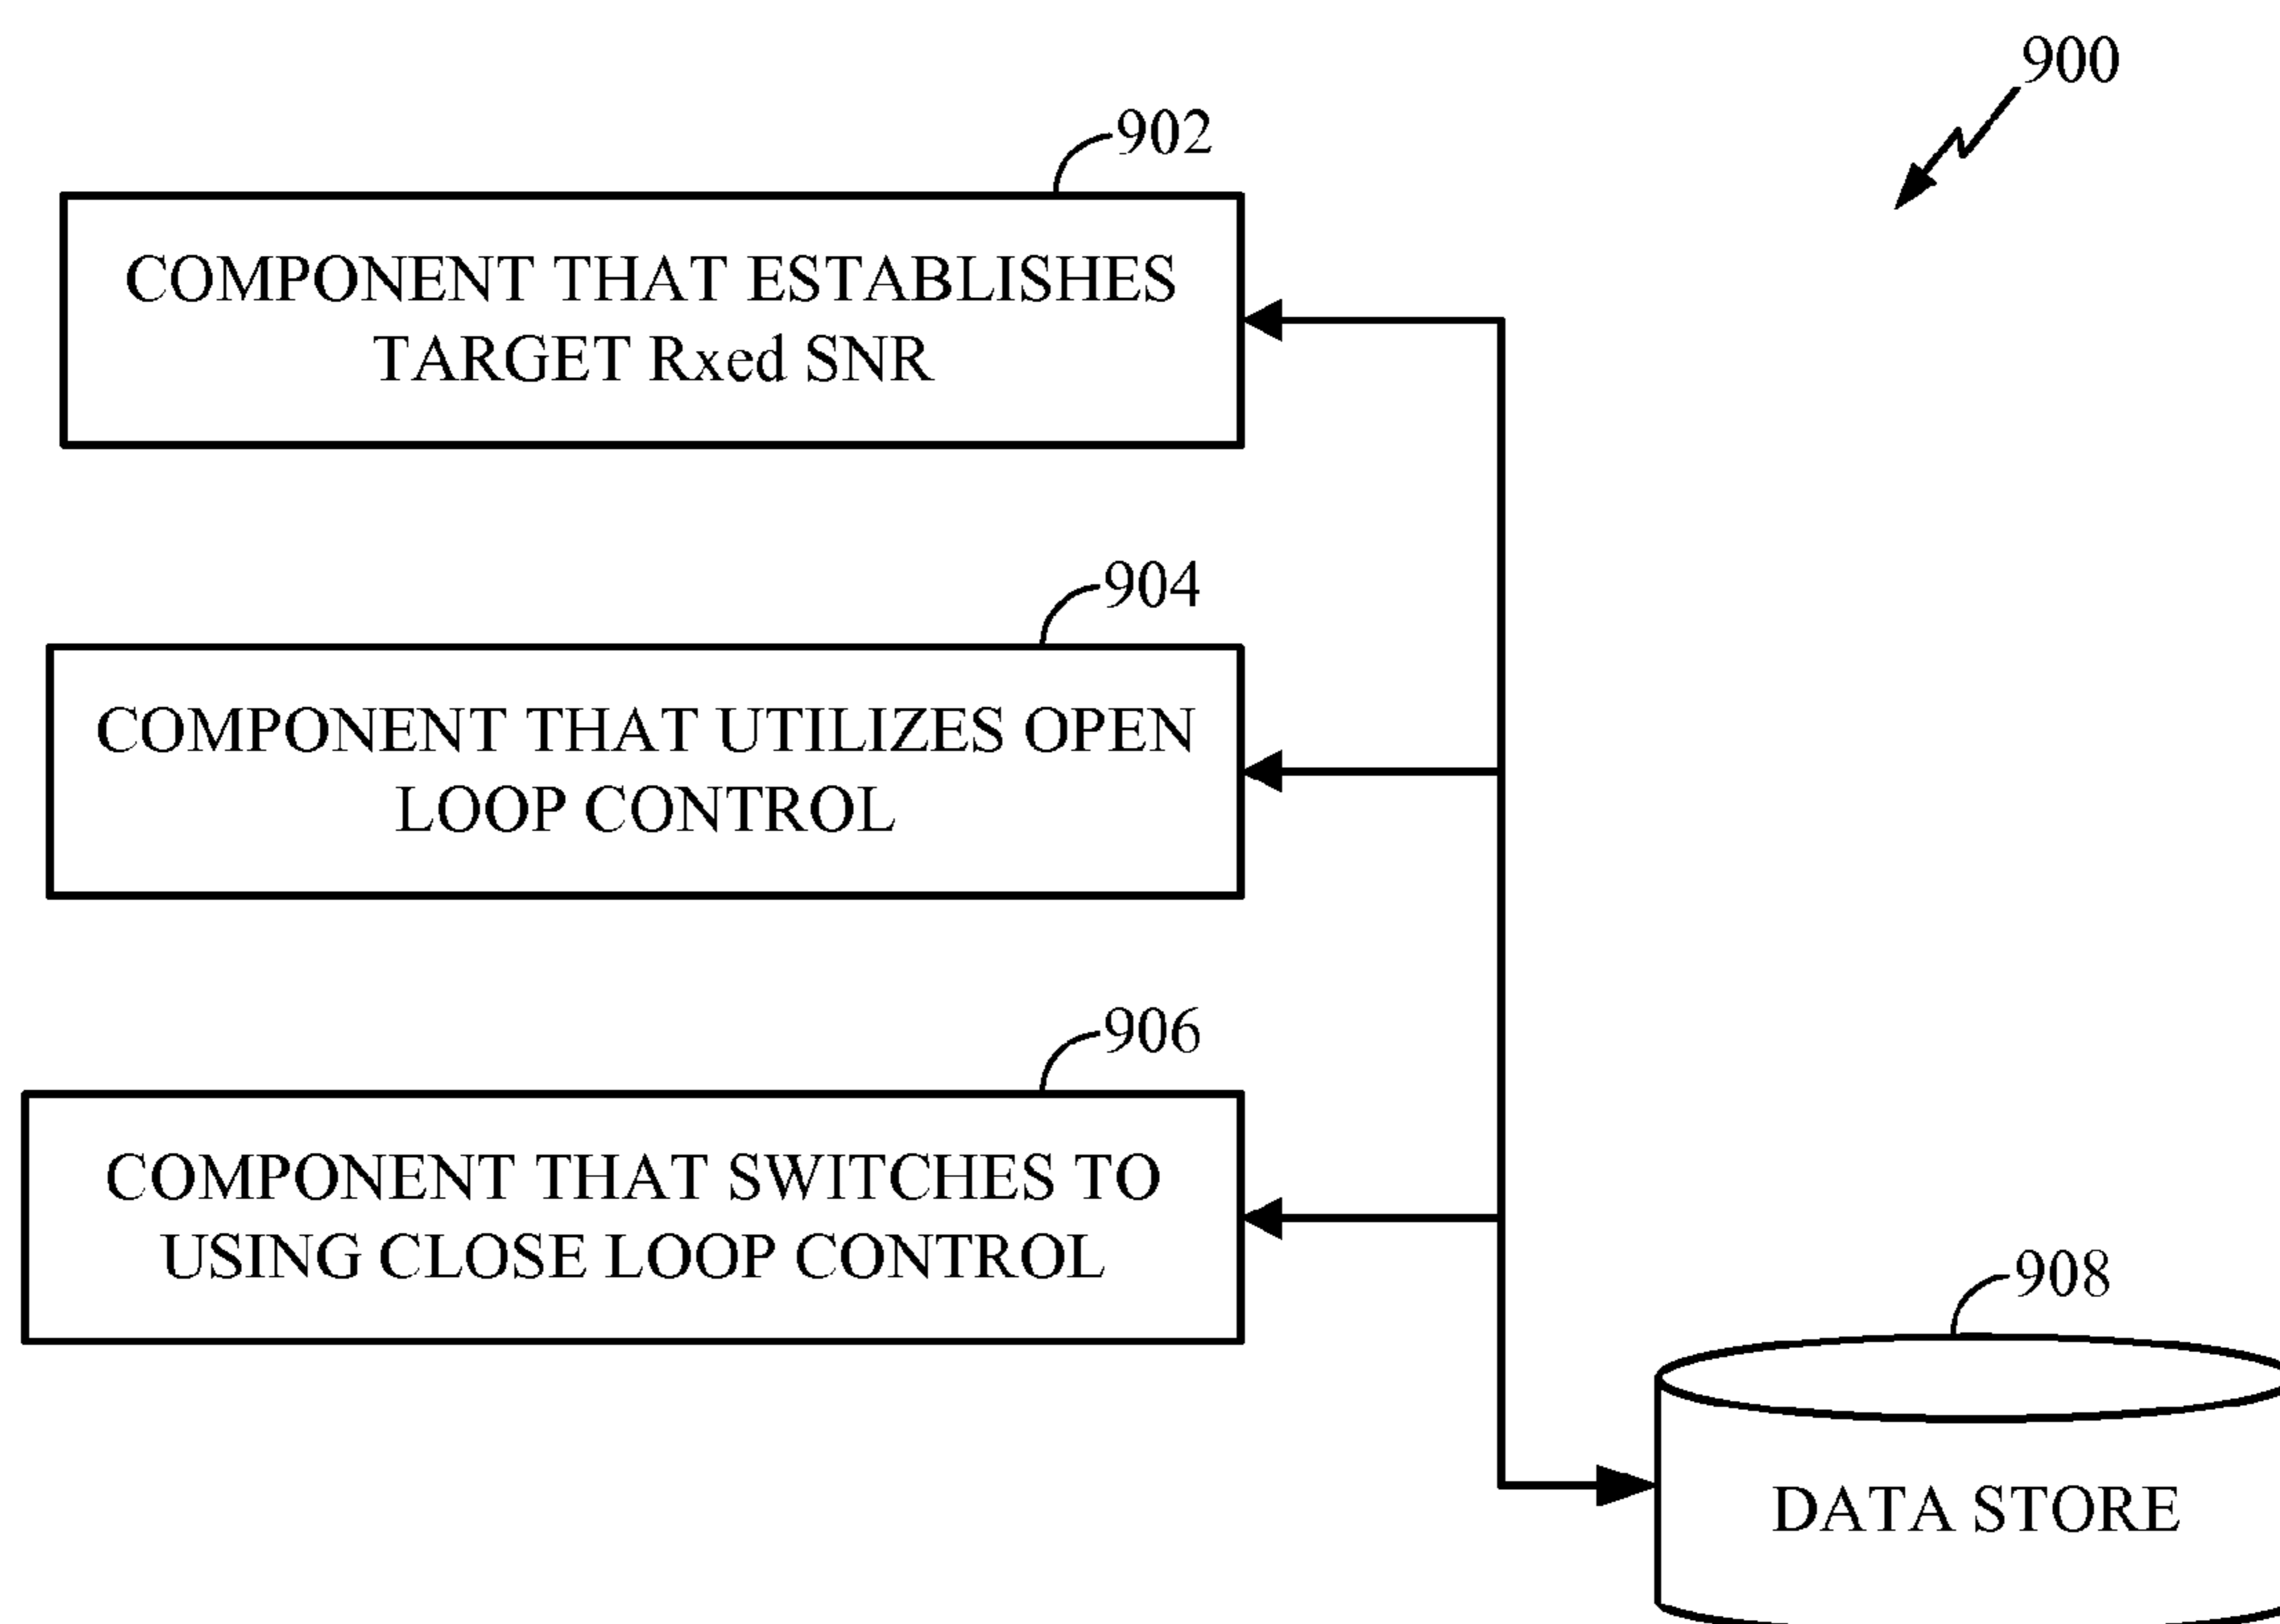 900
902
COMPONENT THAT ESTABLISHES
TARGET Rxed SNR
904
COMPONENT THAT UTILIZES OPEN
LOOP CONTROL
906
COMPONENT THAT SWITCHES TO
USING CLOSE LOOP CONTROL
908
DATA STORE